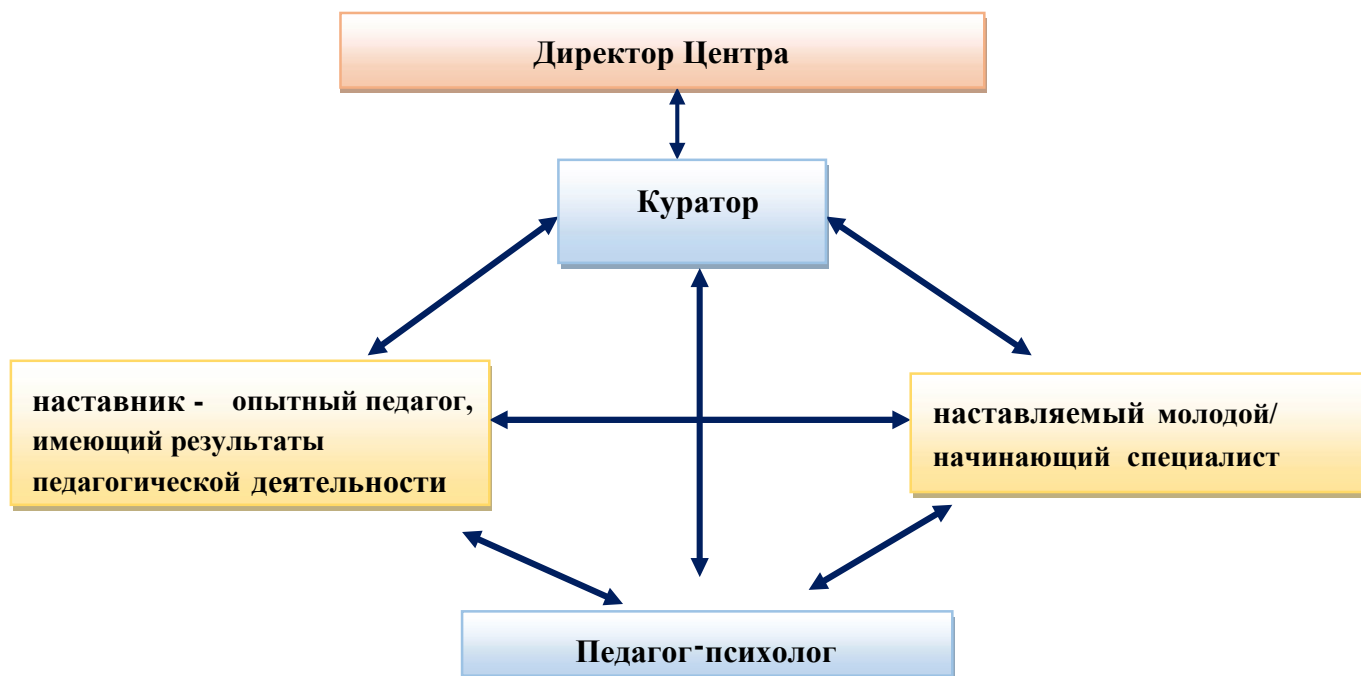 Директор Центра
Куратор
наставник - опытный педагог,
имеющий результаты
педагогической деятельности
наставляемый молодой/
начинающий специалист
Педагог-психолог